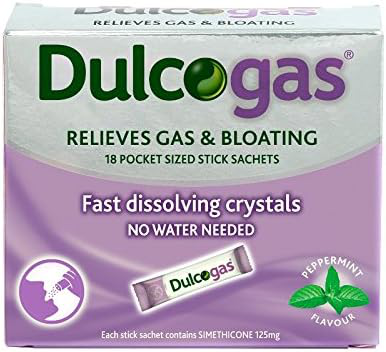 Dulcogas®
RELIEVES GAS & BLOATING
18 POCKET SIZED STICK SACHETS
Fast dissolving crystals
NO WATER NEEDED
Dulcogas®
PEPPERMINT
FLAVOUR
Each stick sachet contains SIMETHICONE 125mg